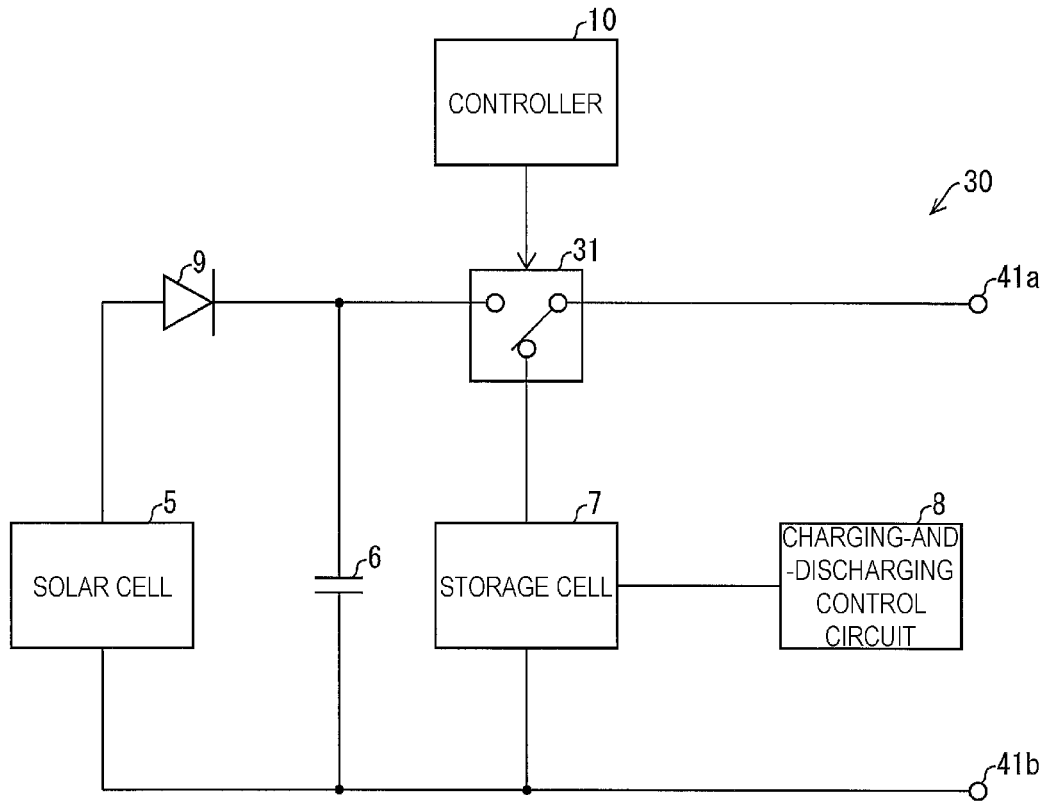 10
CONTROLLER
30
9
31
41a
5
SOLAR CELL
6
7
STORAGE CELL
8
CHARGING-AND
-DISCHARGING
CONTROL
CIRCUIT
41b